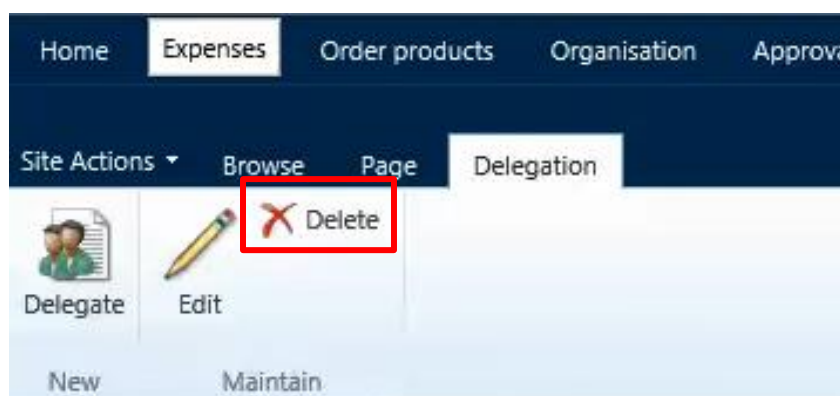 Home Expenses Order products Organisation
Site Actions Browse Page Delegation
Delete
Delegate Edit
New Maintain